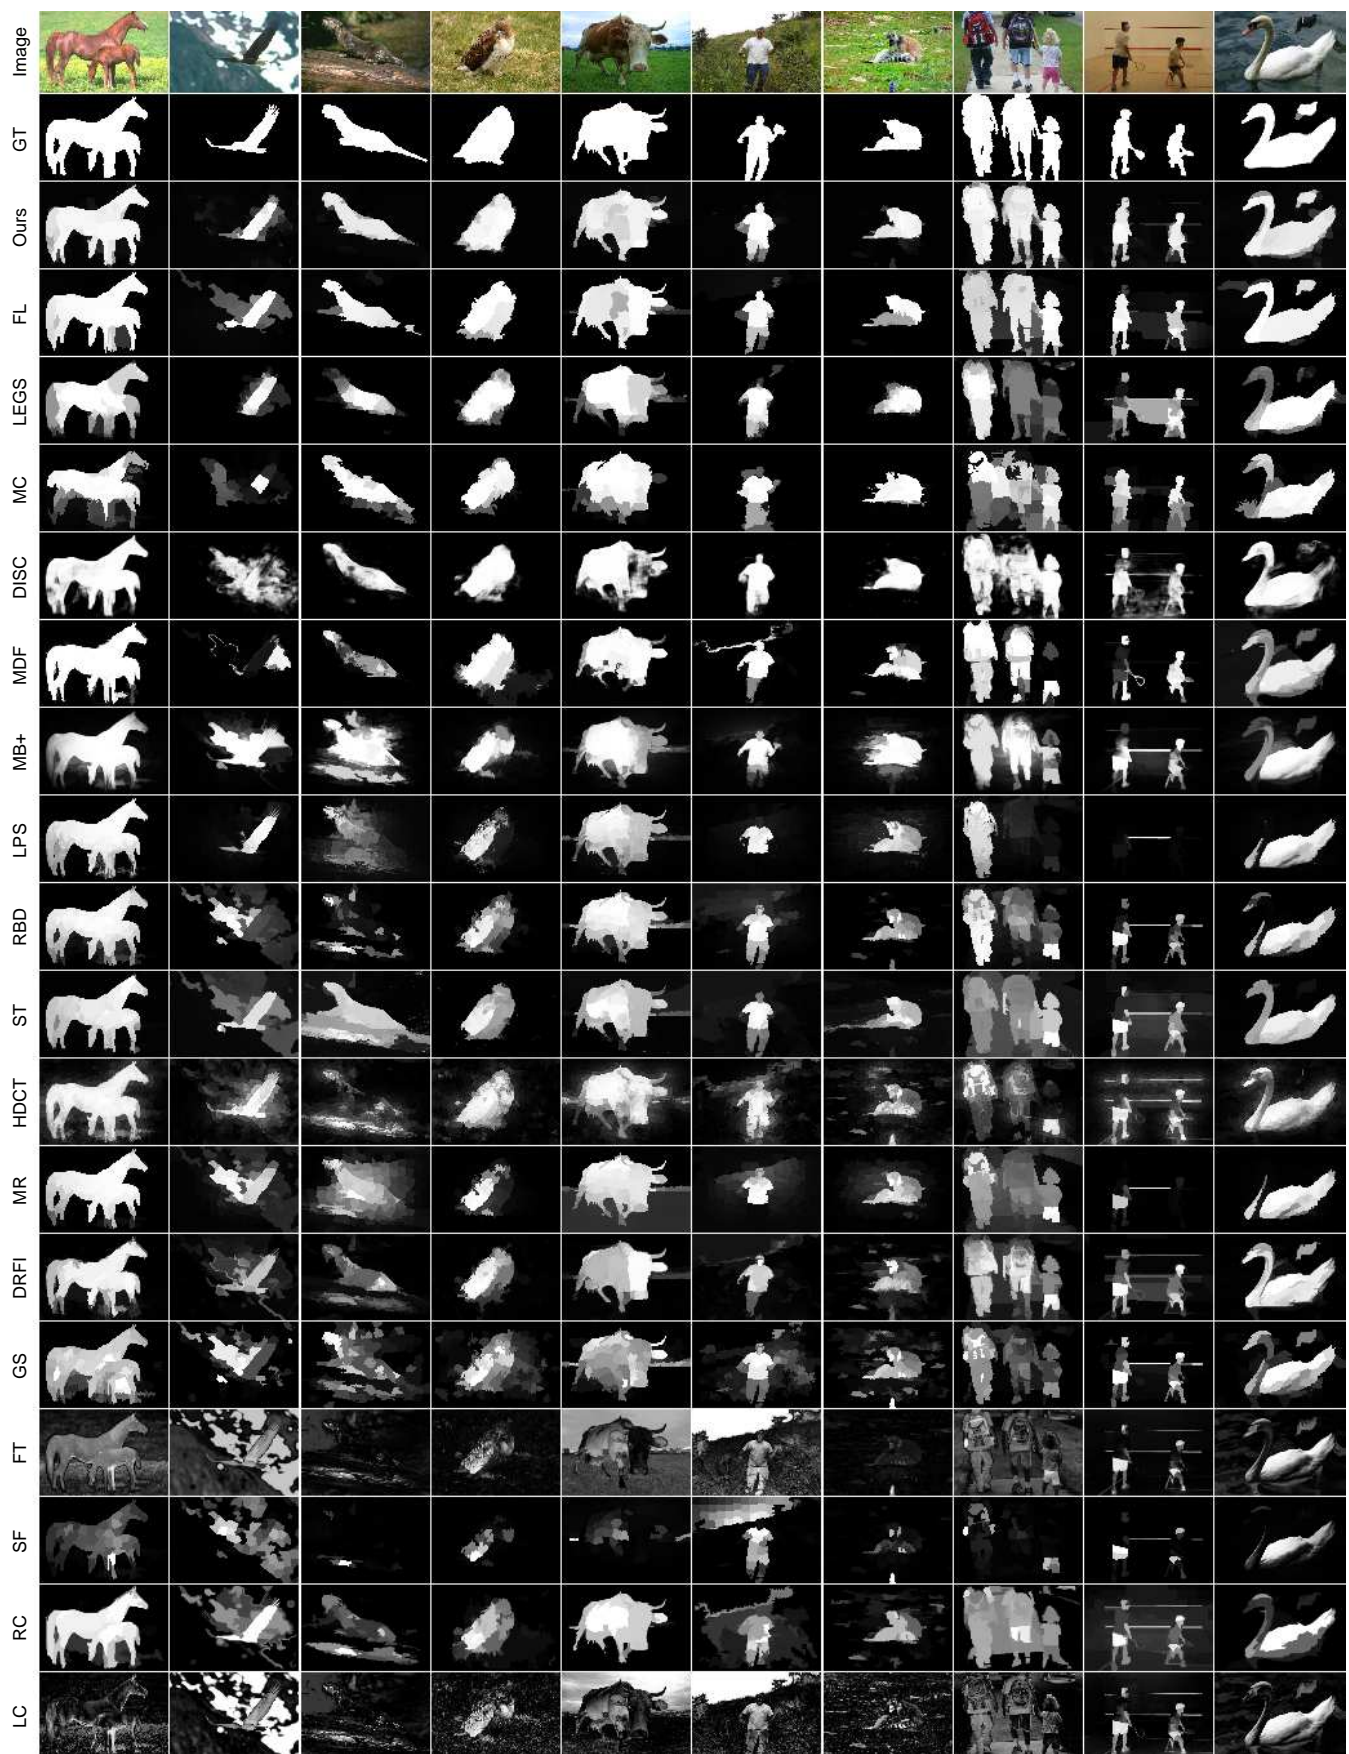 Image
GT
Ours
FL
LEGS
MC
DISC
MDF
MB+
LPS
RBD
ST
HDCT
MR
DRFI
GS
FT
SF
RC
LC